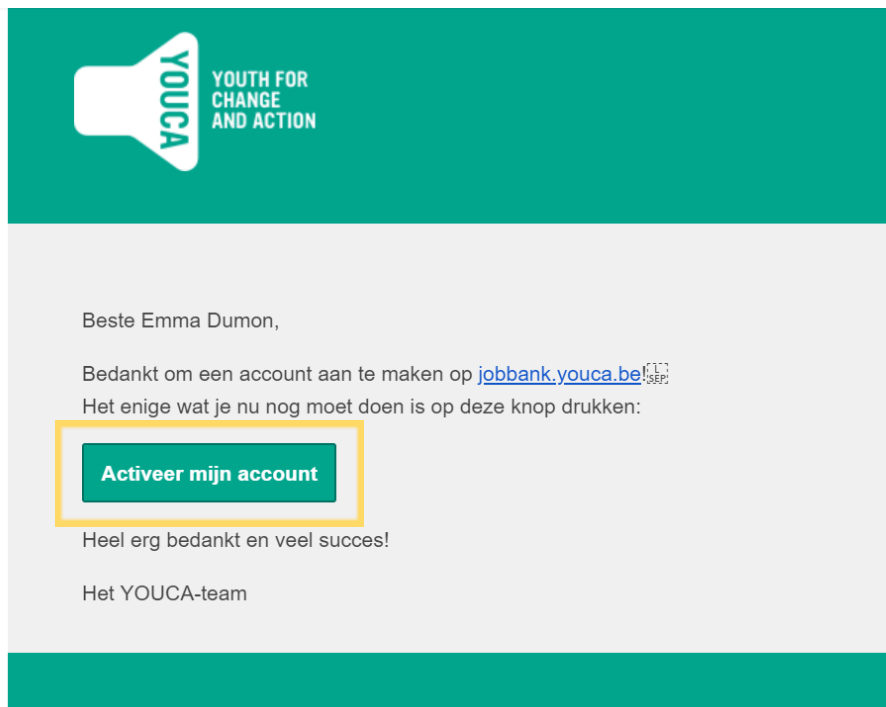 YOUCA
YOUTH FOR
CHANGE
AND ACTION
Beste Emma Dumon,
Bedankt om een account aan te maken op jobbank.youca.be!
L SEP
Het enige wat je nu nog moet doen is op deze knop drukken:
Activeer mijn account
Heel erg bedankt en veel succes!
Het YOUCA-team